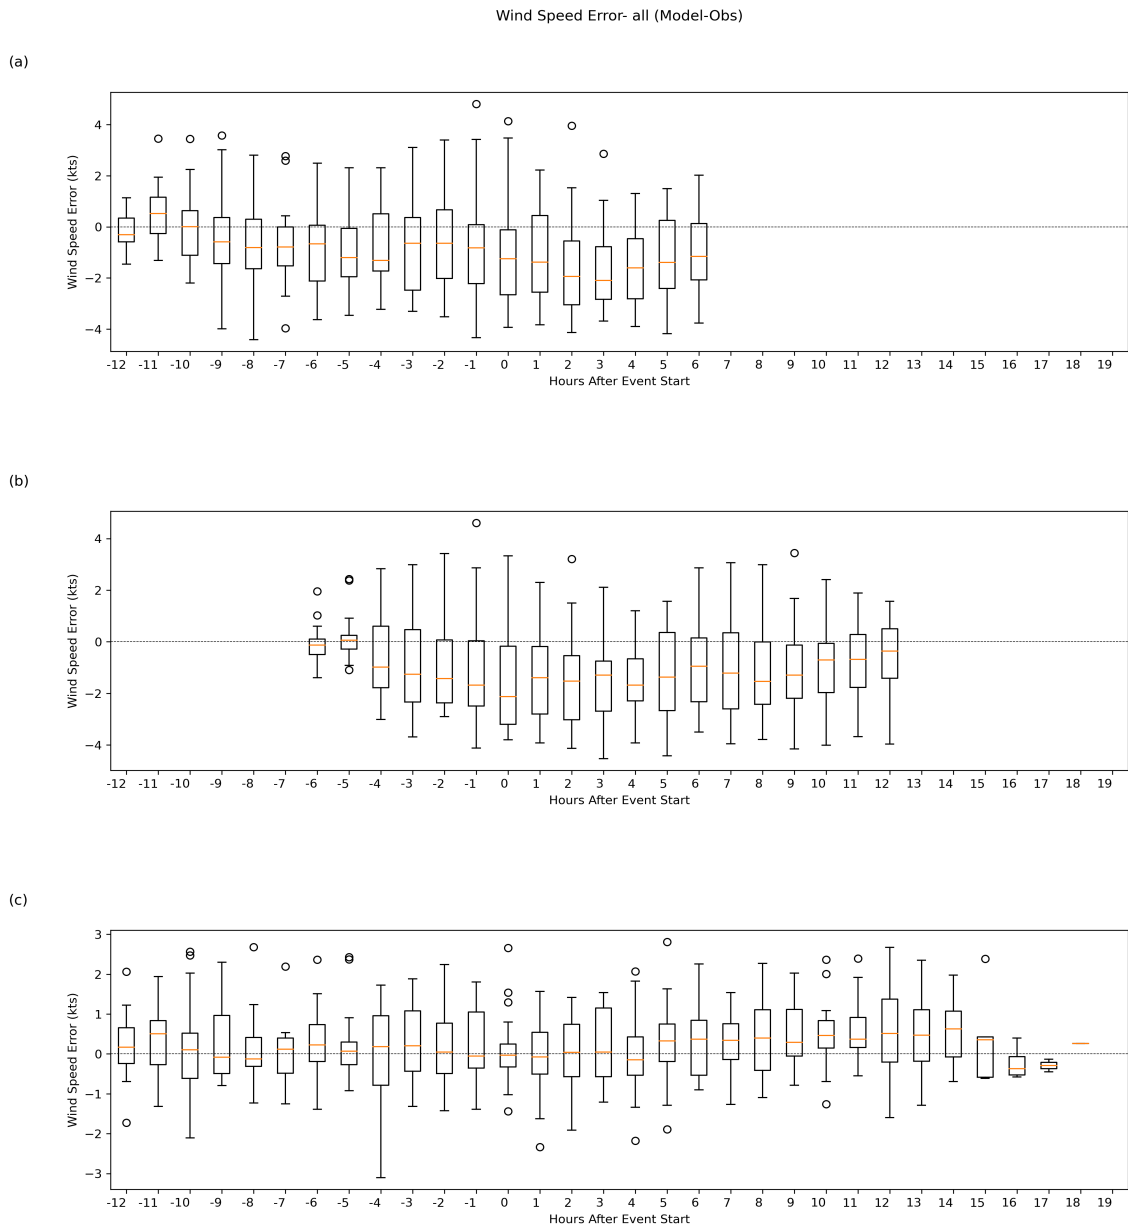 Wind Speed Error- all (Model-Obs)
(a)
4
2
0
−2
−4
Wind Speed Error (kts)
-12 -11 -10 -9 -8 -7 -6 -5 -4 -3 -2 -1 0 1 2 3 4 5 6 7 8 9 10 11 12 13 14 15 16 17 18 19
Hours After Event Start
(b)
4
2
0
−2
−4
Wind Speed Error (kts)
-12 -11 -10 -9 -8 -7 -6 -5 -4 -3 -2 -1 0 1 2 3 4 5 6 7 8 9 10 11 12 13 14 15 16 17 18 19
Hours After Event Start
(c)
3
2
1
0
−1
−2
−3
Wind Speed Error (kts)
-12 -11 -10 -9 -8 -7 -6 -5 -4 -3 -2 -1 0 1 2 3 4 5 6 7 8 9 10 11 12 13 14 15 16 17 18 19
Hours After Event Start